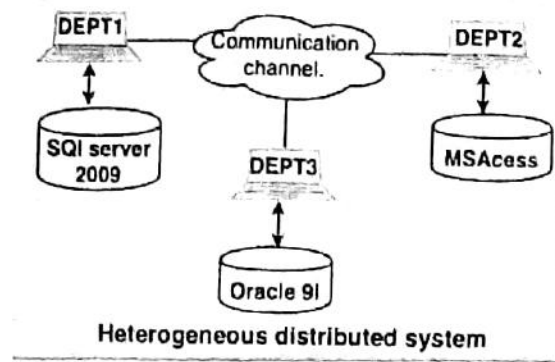 DEPT1
Communication
channel.
DEPT2
SQl server
2009
DEPT3
MSAcess
Oracle 9l
Heterogeneous distributed system